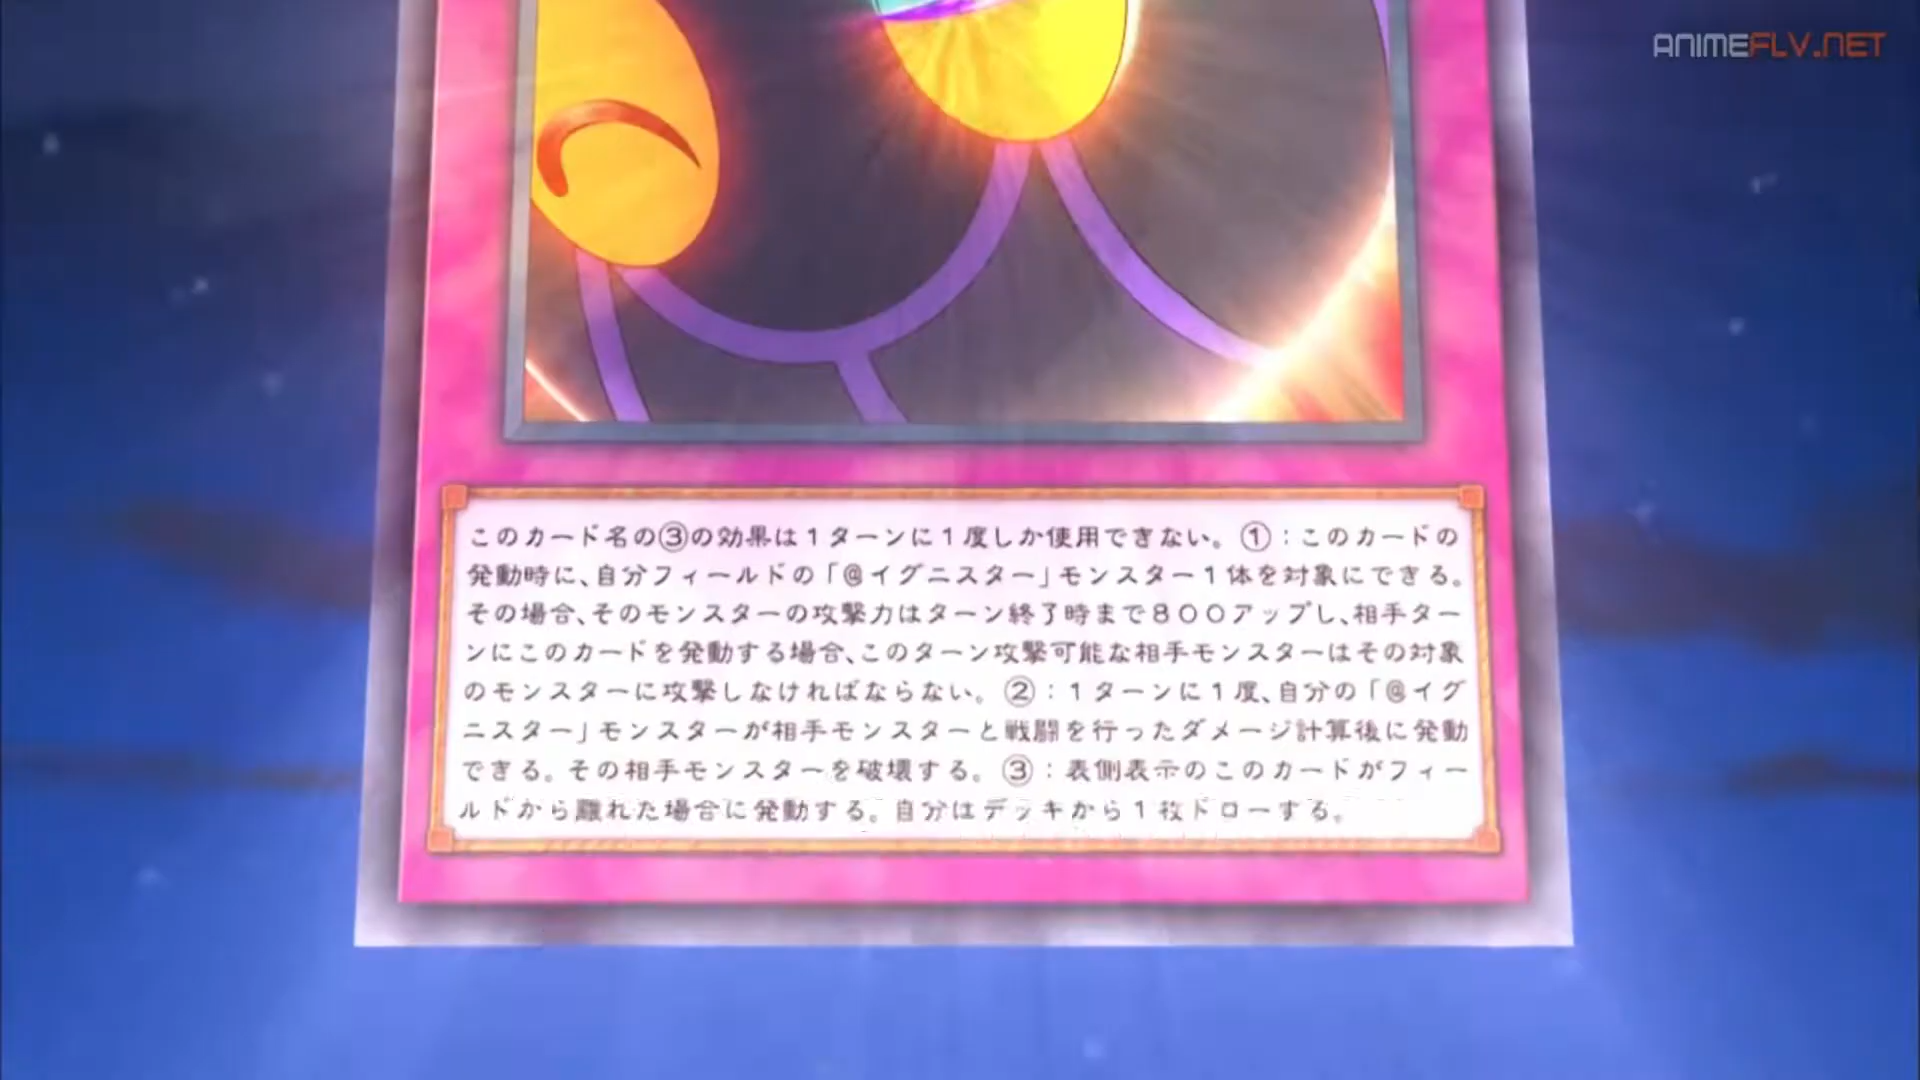 ANIMEFLV.NET
このカード名の③の効果は１ターンに１度しか使用できない。①：このカードの
発動時に、自分フィールドの「＠イグニスター」モンスター１体を対象にできる。
その場合、そのモンスターの攻撃力はターン終了時まで８００アップし、相手ター
ンにこのカードを発動する場合、このターン攻撃可能な相手モンスターはその対象
のモンスターに攻撃しなければならない。②：１ターンに１度、自分の「＠イグ
ニスター」モンスターが相手モンスターと戦闘を行ったダメージ計算後に発動
できる。その相手モンスターを破壊する。③：表側表示のこのカードがフィー
ルドから離れた場合に発動する。自分はデッキから１枚ドローする。